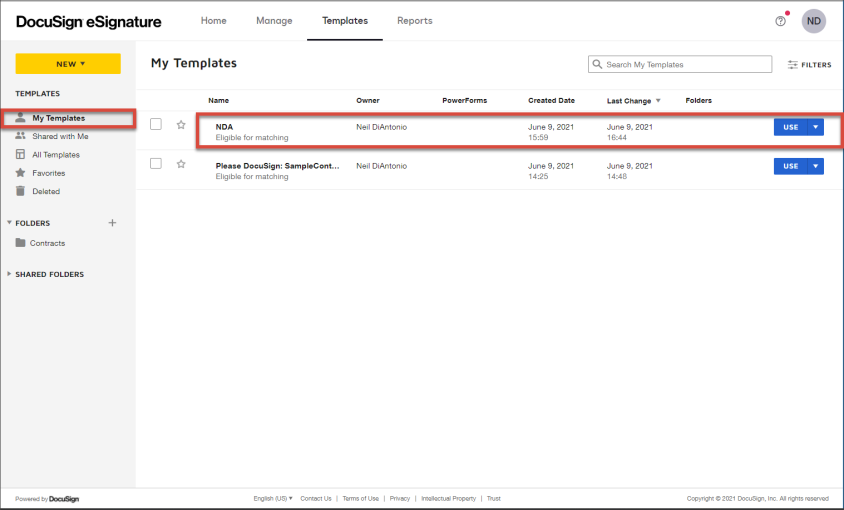 DocuSign eSignature
Home Manage Templates Reports
ND
NEW
My Templates
Search My Templates
FILTERS
TEMPLATES
My Templates
Shared with Me
All Templates
Favorites
Deleted
FOLDERS
Contracts
SHARED FOLDERS
Name Owner PowerForms Created Date Last Change Folders
NDA Neil DiAntonio June 9, 2021 June 9, 2021 USE
Eligible for matching 15:59 16:44
Please DocuSign: SampleCont... Neil DiAntonio June 9, 2021 June 9, 2021 USE
Eligible for matching 14:25 14:48
Powered by DocuSign English (US) Contact Us | Terms of Use | Privacy | Intellectual Property | Trust Copyright © 2021 DocuSign, Inc. All rights reserved